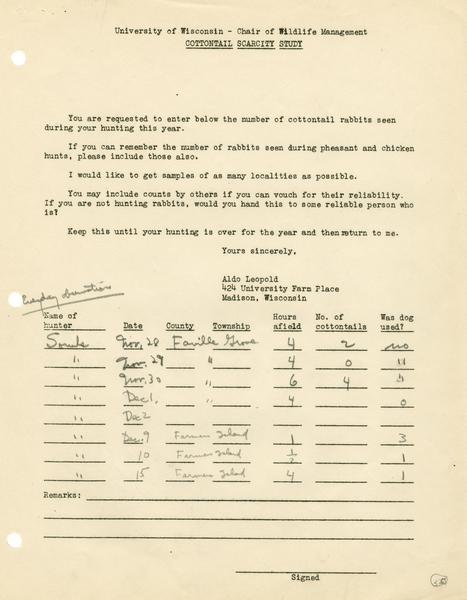 University of Wisconsin - Chair of Wildlife Management
COTTONTAIL SCARCITY STUDY
You are requested to enter below the number of cottontail rabbits seen
during your hunting this year.
If you can remember the number of rabbits seen during pheasant and chicken
hunts, please include those also.
I would like to get samples of as many localities as possible.
You may include counts by others if you can vouch for their reliability.
If you are not hunting rabbits, would you hand this to some reliable person who
is?
Keep this until your hunting is over for the year and then return to me.
Yours sincerely,
Aldo Leopold
424 University Farm Place
Madison, Wisconsin
Everyday observations
Name of hunter Date County Township Hours afield No. of cottontails Was dog used?
Nov. 28 Faville Grove 4 2 no
" Nov. 29 " 4 0 "
" Nov. 30 " 6 4 "
" Dec 1, " 4 0
" Dec 2
" Dec. 9 Farmers Island 1 3
" 10 Farmers Island 1/2 1
" 15 Farmers Island 4 1
Remarks:
Signed